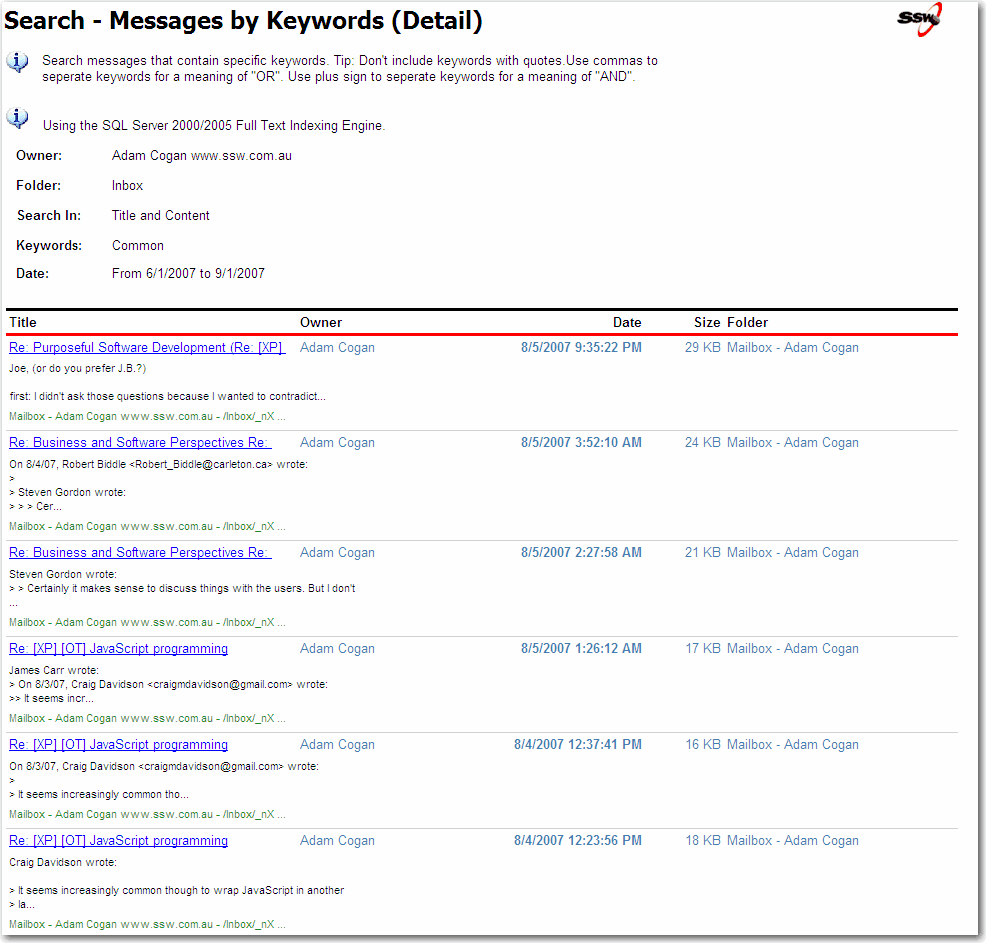 Search - Messages by Keywords (Detail)
SSW
Search messages that contain specific keywords. Tip: Don't include keywords with quotes.Use commas to
seperate keywords for a meaning of "OR". Use plus sign to seperate keywords for a meaning of "AND".
Using the SQL Server 2000/2005 Full Text Indexing Engine.
Owner: Adam Cogan www.ssw.com.au
Folder: Inbox
Search In: Title and Content
Keywords: Common
Date: From 6/1/2007 to 9/1/2007
Title Owner Date Size Folder
Re: Purposeful Software Development (Re: [XP] Adam Cogan 8/5/2007 9:35:22 PM 29 KB Mailbox - Adam Cogan
Joe, (or do you prefer J.B.?)
first: I didn't ask those questions because I wanted to contradict...
Mailbox - Adam Cogan www.ssw.com.au - /Inbox/_nX ...
Re: Business and Software Perspectives Re: Adam Cogan 8/5/2007 3:52:10 AM 24 KB Mailbox - Adam Cogan
On 8/4/07, Robert Biddle <Robert_Biddle@carleton.ca> wrote:
>
> Steven Gordon wrote:
> > > Cer...
Mailbox - Adam Cogan www.ssw.com.au - /Inbox/_nX ...
Re: Business and Software Perspectives Re: Adam Cogan 8/5/2007 2:27:58 AM 21 KB Mailbox - Adam Cogan
Steven Gordon wrote:
> > Certainly it makes sense to discuss things with the users. But I don't
...
Mailbox - Adam Cogan www.ssw.com.au - /Inbox/_nX ...
Re: [XP] [OT] JavaScript programming Adam Cogan 8/5/2007 1:26:12 AM 17 KB Mailbox - Adam Cogan
James Carr wrote:
> On 8/3/07, Craig Davidson <craigmdavidson@gmail.com> wrote:
>> It seems incr...
Mailbox - Adam Cogan www.ssw.com.au - /Inbox/_nX ...
Re: [XP] [OT] JavaScript programming Adam Cogan 8/4/2007 12:37:41 PM 16 KB Mailbox - Adam Cogan
On 8/3/07, Craig Davidson <craigmdavidson@gmail.com> wrote:
>
> It seems increasingly common tho...
Mailbox - Adam Cogan www.ssw.com.au - /Inbox/_nX ...
Re: [XP] [OT] JavaScript programming Adam Cogan 8/4/2007 12:23:56 PM 18 KB Mailbox - Adam Cogan
Craig Davidson wrote:
> It seems increasingly common though to wrap JavaScript in another
> la...
Mailbox - Adam Cogan www.ssw.com.au - /Inbox/_nX ...